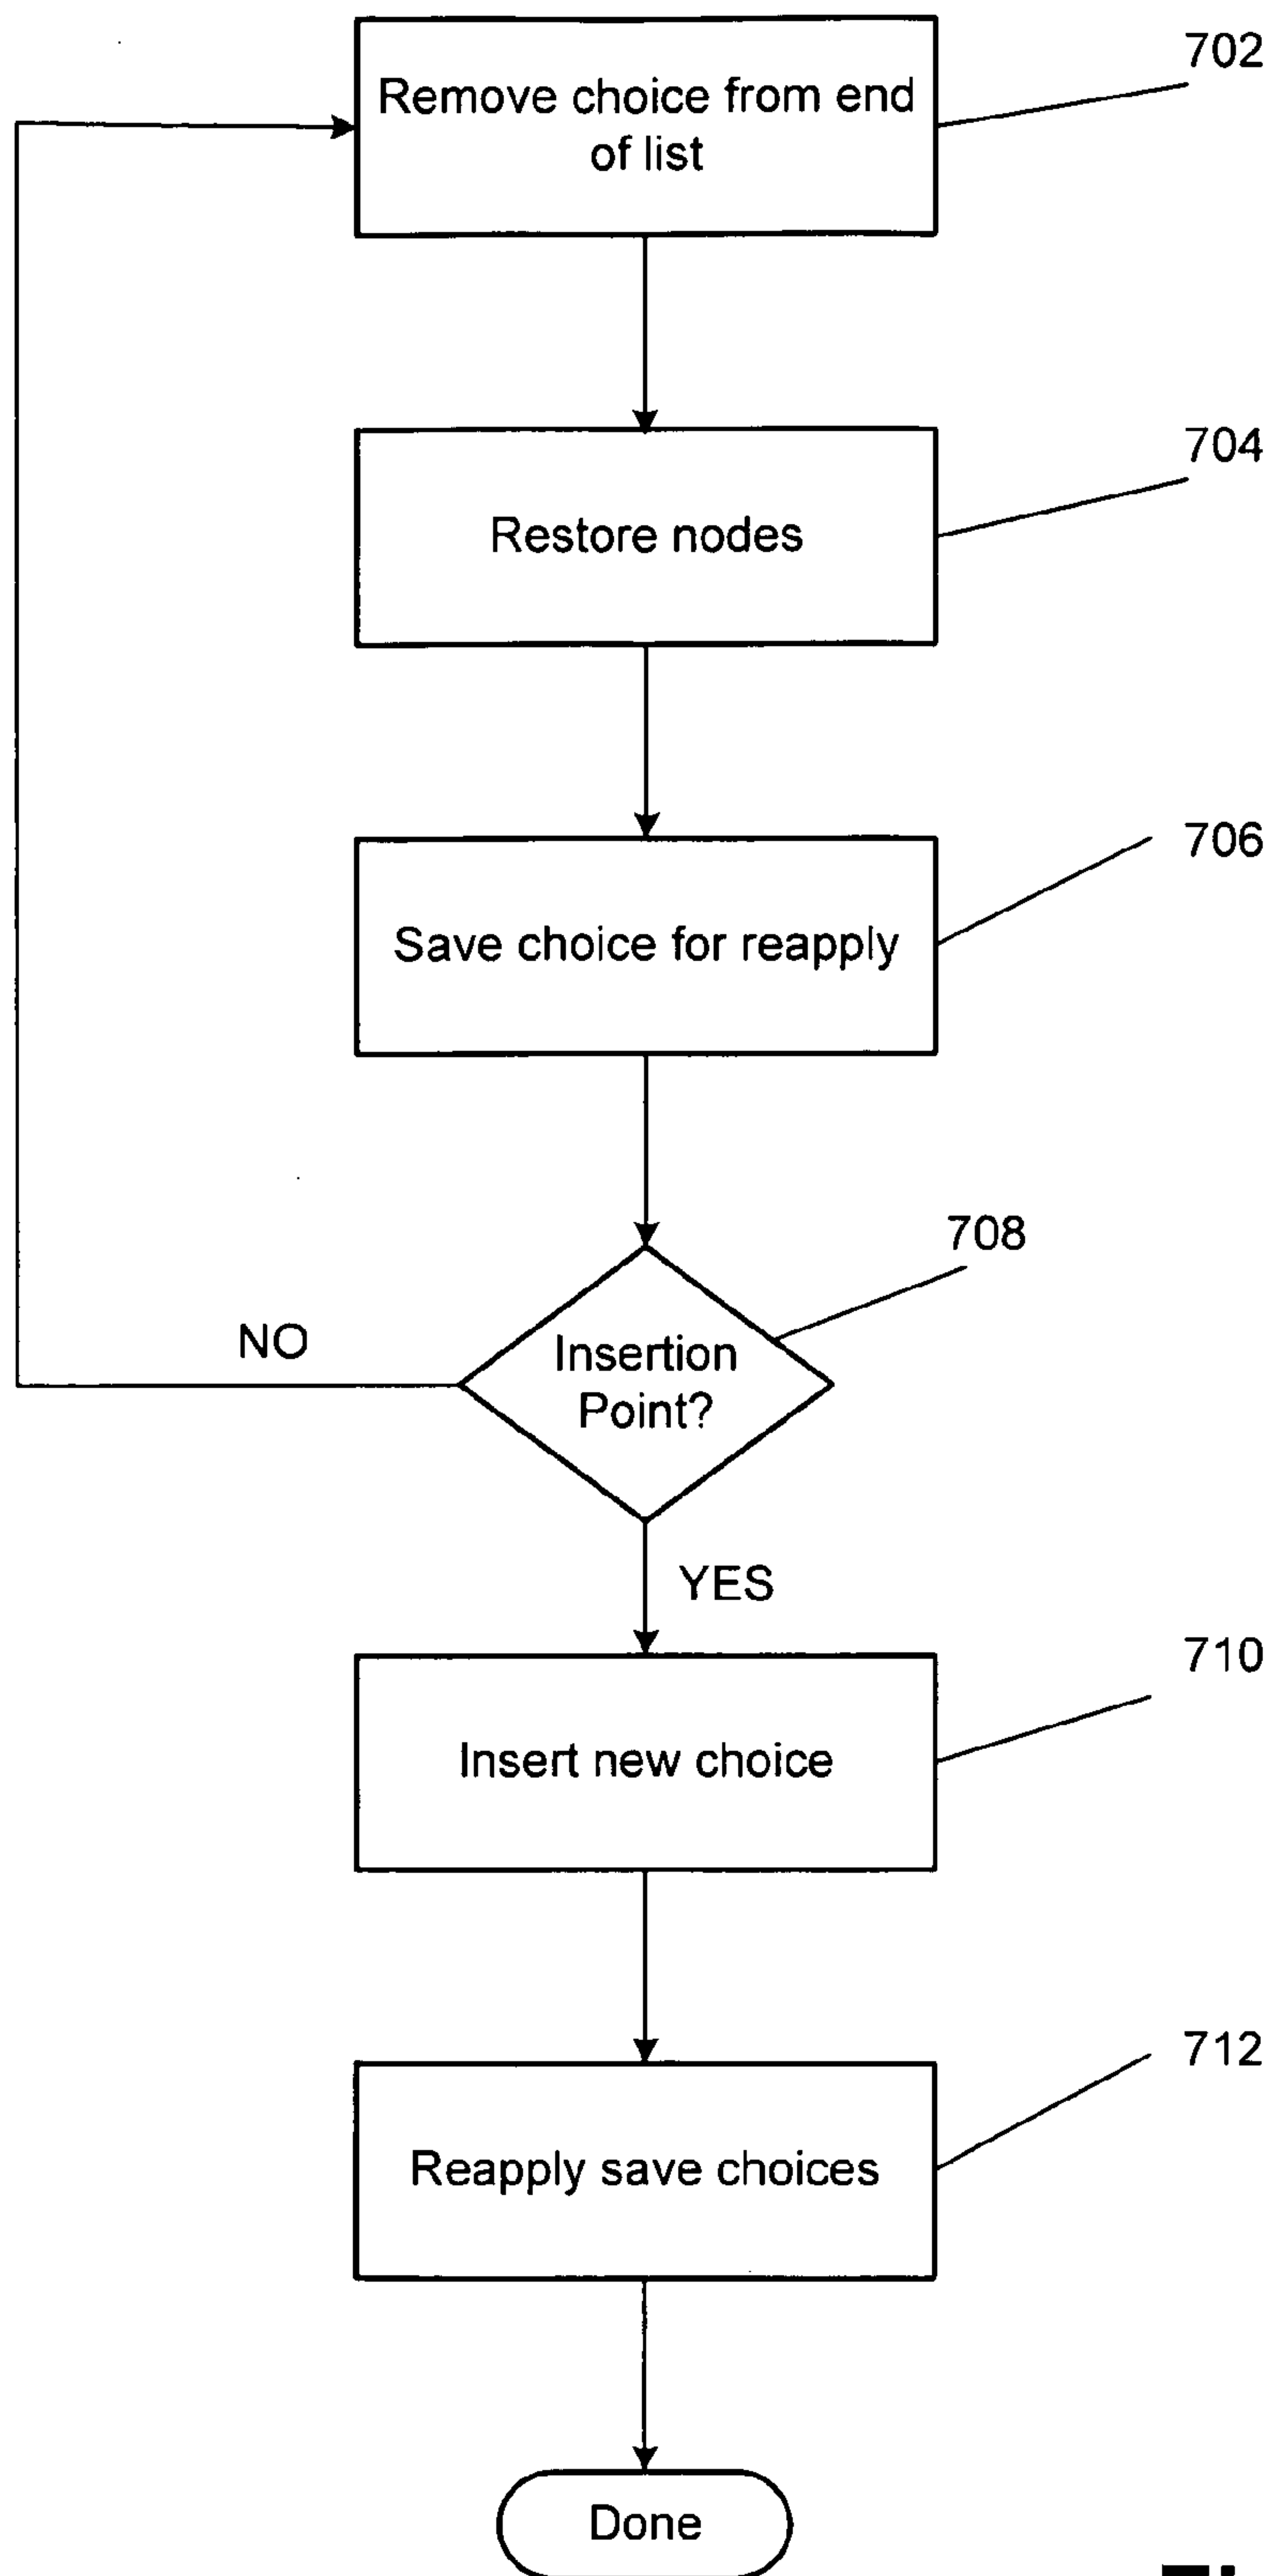 702
Remove choice from end
of list
704
Restore nodes
706
Save choice for reapply
708
Insertion
Point?
NO
YES
710
Insert new choice
712
Reapply save choices
Done